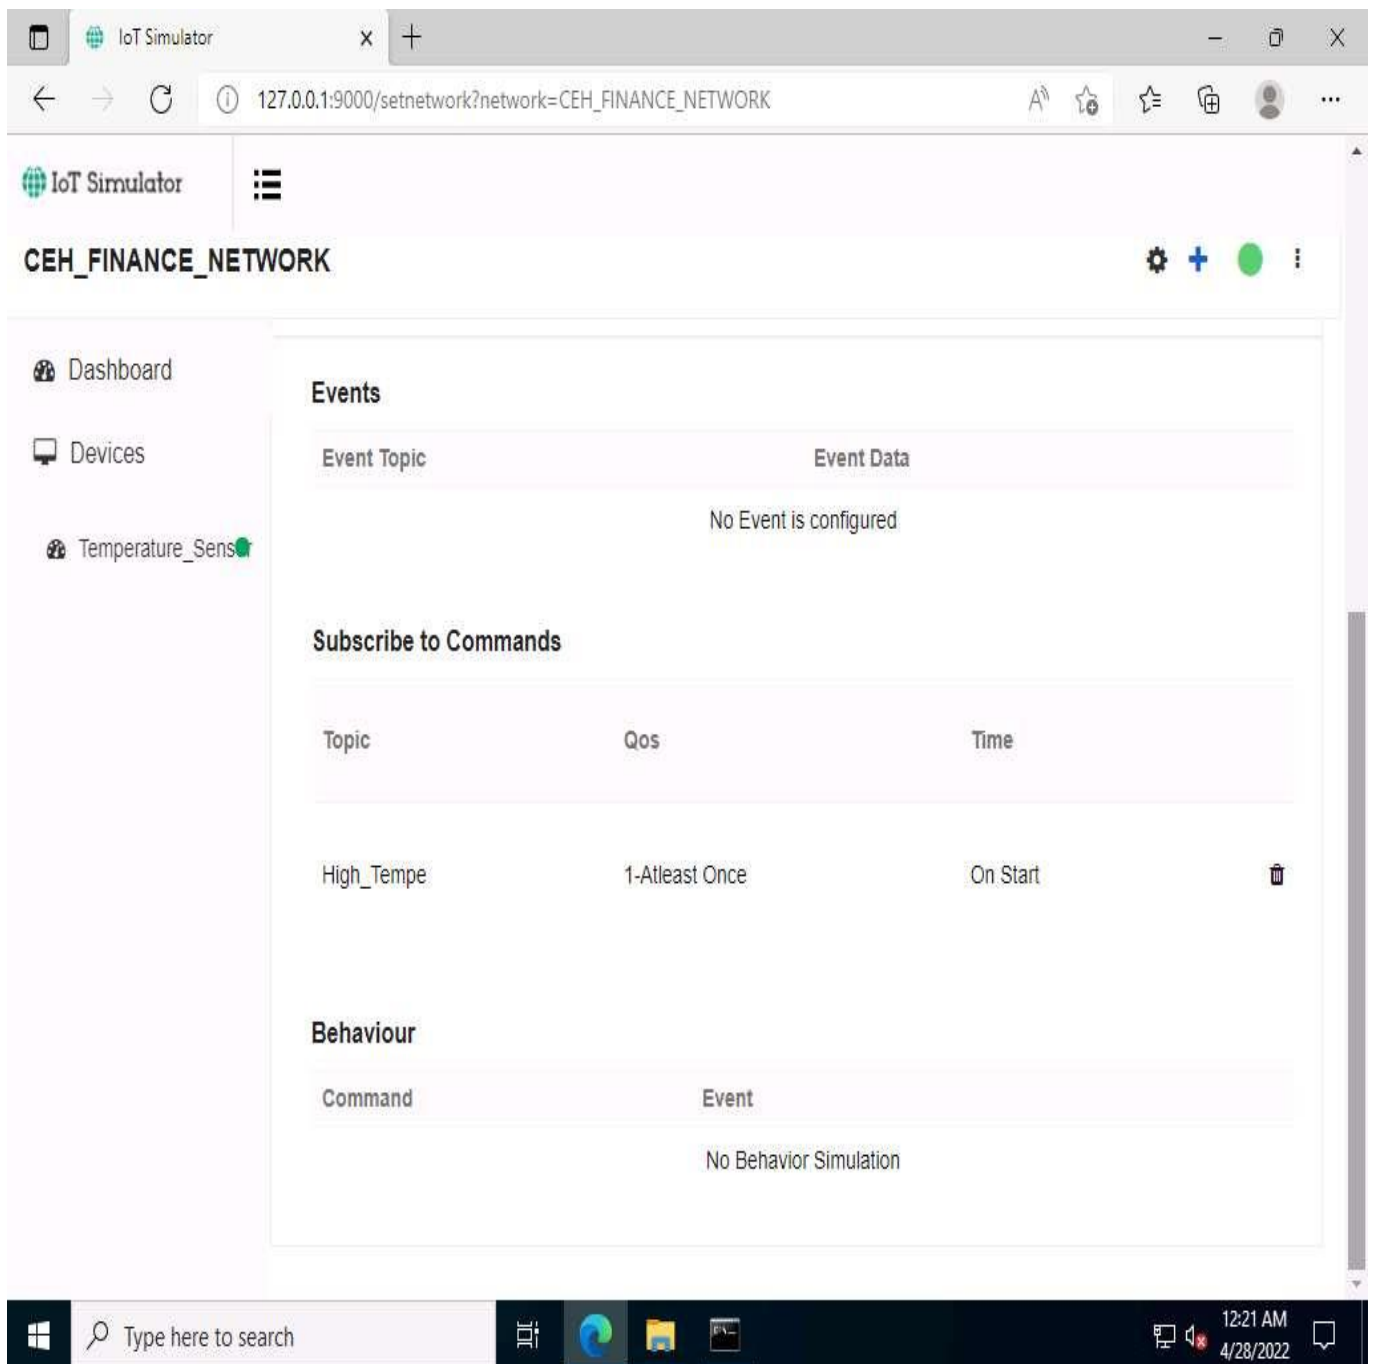 IoT Simulator
127.0.0.1:9000/setnetwork?network=CEH_FINANCE_NETWORK
IoT Simulator
CEH_FINANCE_NETWORK
Dashboard
Devices
Temperature_Sens
Events
Event Topic Event Data
No Event is configured
Subscribe to Commands
Topic Qos Time
High_Tempe 1-Atleast Once On Start
Behaviour
Command Event
No Behavior Simulation
Type here to search
12:21 AM
4/28/2022